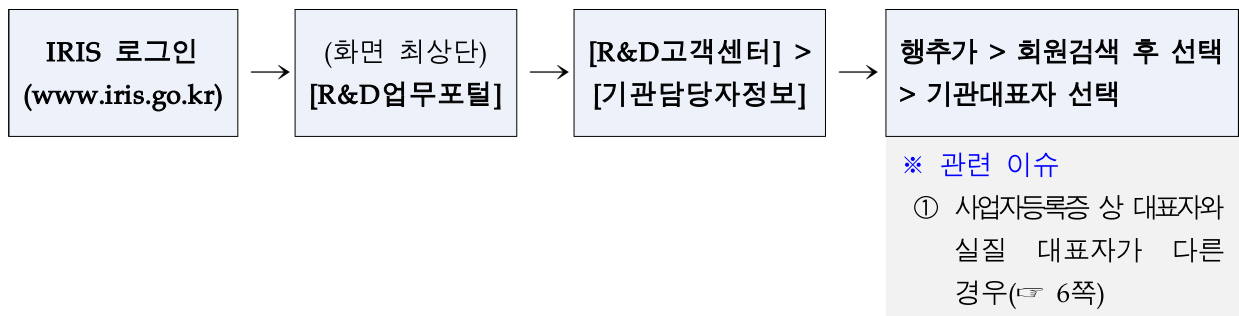 IRIS 로그인
(www.iris.go.kr)
→
(화면 최상단)
[R&D업무포털]
→
[R&D고객센터] >
[기관담당자정보]
→
행추가 > 회원검색 후 선택
> 기관대표자 선택
※ 관련 이슈
① 사업자등록증 상 대표자와
실질 대표자가 다른
경우(☞ 6쪽)